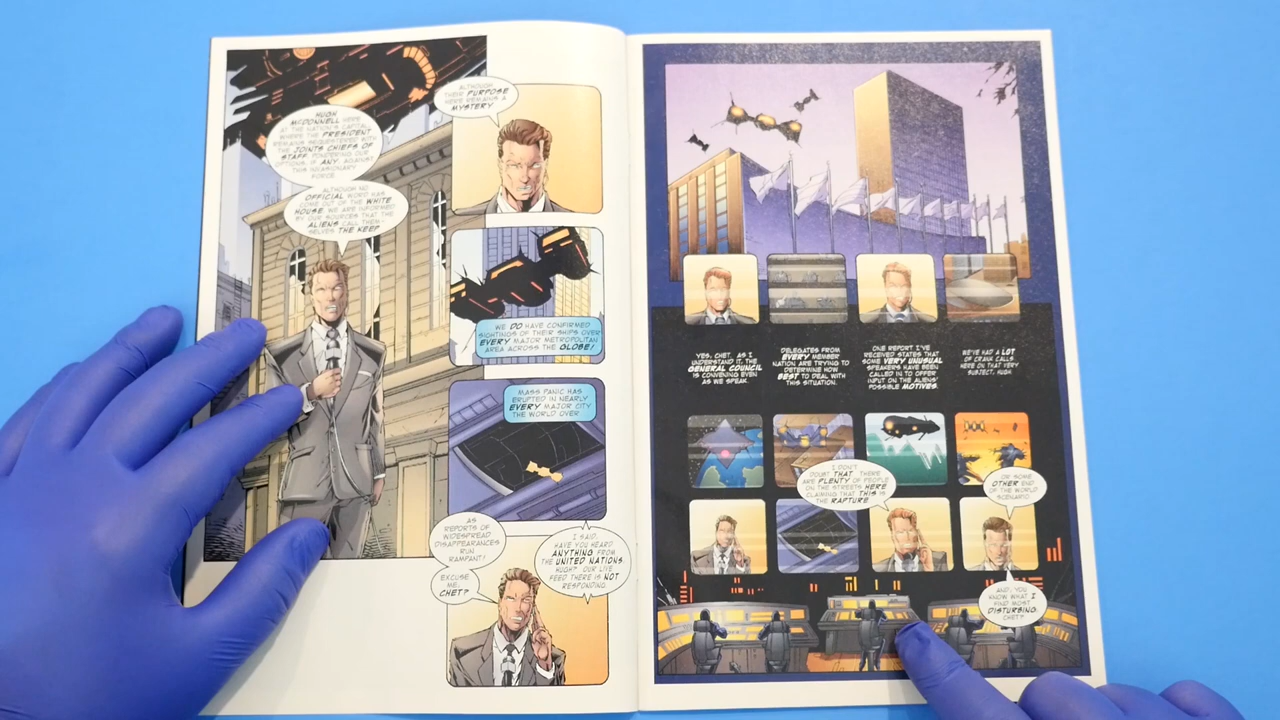 HUGH
MCDONNELL HERE
AT THE NATION'S CAPITAL,
WHERE THE PRESIDENT
REMAINS SEQUESTERED WITH
THE JOINTS CHIEFS OF
STAFF, PONDERING OUR
OPTIONS, IF ANY, AGAINST
THIS INVASIONARY
FORCE.
ALTHOUGH NO
OFFICIAL WORD HAS
COME OUT OF THE WHITE
HOUSE, WE ARE INFORMED
BY OUR SOURCES THAT THE
ALIENS CALL THEM-
SELVES THE KEEP.
ALTHOUGH
THEIR PURPOSE
HERE REMAINS A
MYSTERY.
WE DO HAVE CONFIRMED
SIGHTINGS OF THEIR SHIPS OVER
EVERY MAJOR METROPOLITAN
AREA ACROSS THE GLOBE!
MASS PANIC HAS
ERUPTED IN NEARLY
EVERY MAJOR CITY
THE WORLD OVER
AS
REPORTS OF
WIDESPREAD
DISAPPEARANCES
RUN
RAMPANT!
EXCUSE
ME,
CHET?
I SAID,
HAVE YOU HEARD
ANYTHING FROM
THE UNITED NATIONS,
HUGH? OUR LIVE
FEED THERE IS NOT
RESPONDING.
YES, CHET. AS I
UNDERSTAND IT, THE
GENERAL COUNCIL
IS CONVENING EVEN
AS WE SPEAK.
DELEGATES FROM
EVERY MEMBER
NATION ARE TRYING TO
DETERMINE HOW
BEST TO DEAL WITH
THIS SITUATION.
ONE REPORT I'VE
RECEIVED STATES THAT
SOME VERY UNUSUAL
SPEAKERS HAVE BEEN
CALLED IN TO OFFER
INPUT ON THE ALIENS'
POSSIBLE MOTIVES.
WE'VE HAD A LOT
OF CRANK CALLS
HERE ON THAT VERY
SUBJECT, HUGH.
I DON'T
DOUBT THAT. THERE
ARE PLENTY OF PEOPLE
ON THE STREETS HERE
CLAIMING THAT THIS IS
THE RAPTURE
OR SOME
OTHER END
OF THE WORLD
SCENARIO.
AND, YOU
KNOW WHAT I
FIND MOST
DISTURBING,
CHET?